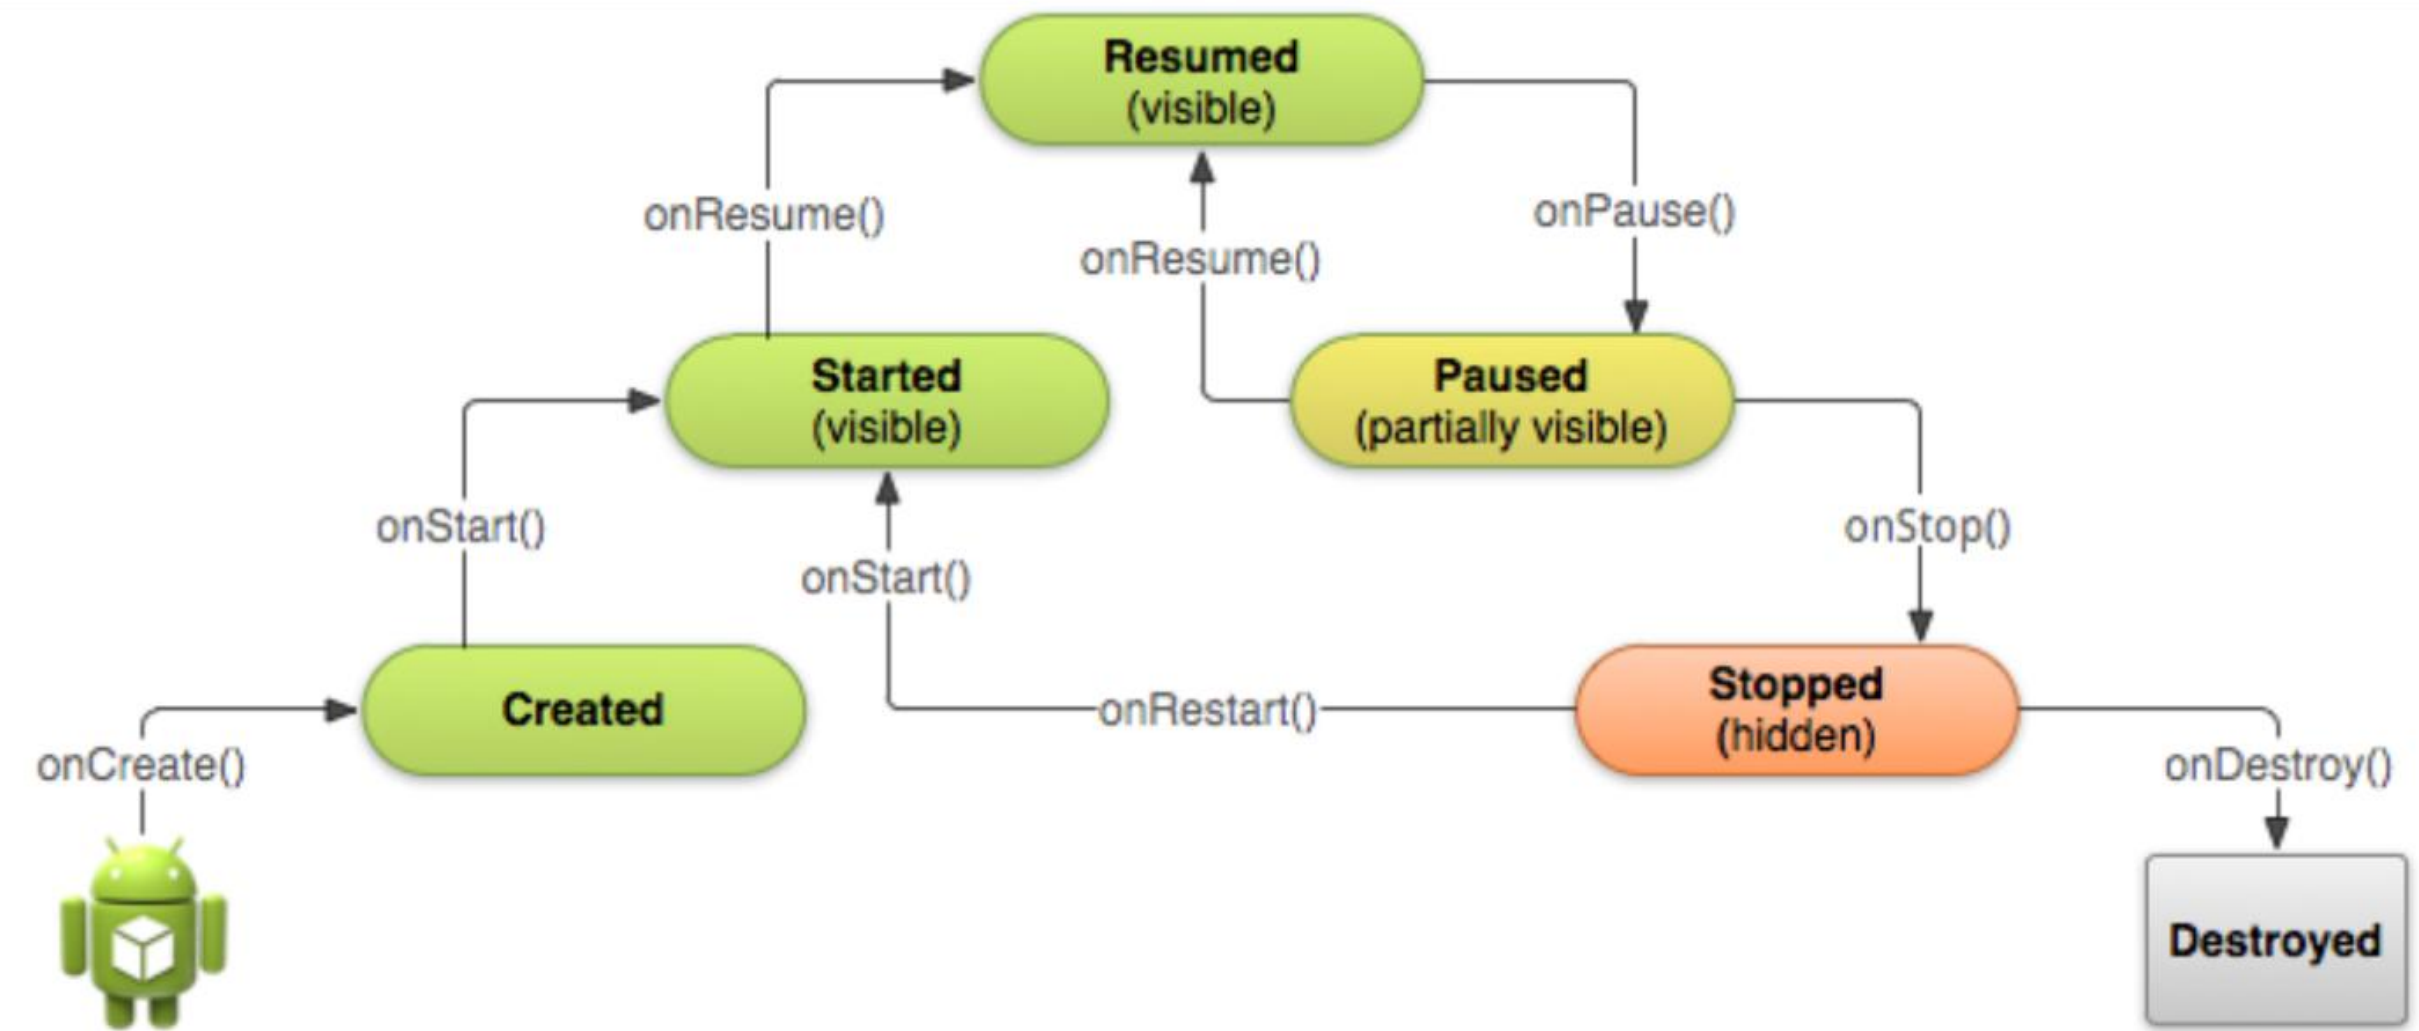 Resumed
(visible)
onResume()
onPause()
onResume()
Started
(visible)
Paused
(partially visible)
onStart()
onStop()
onStart()
Created
onRestart()
Stopped
(hidden)
onCreate()
onDestroy()
Destroyed